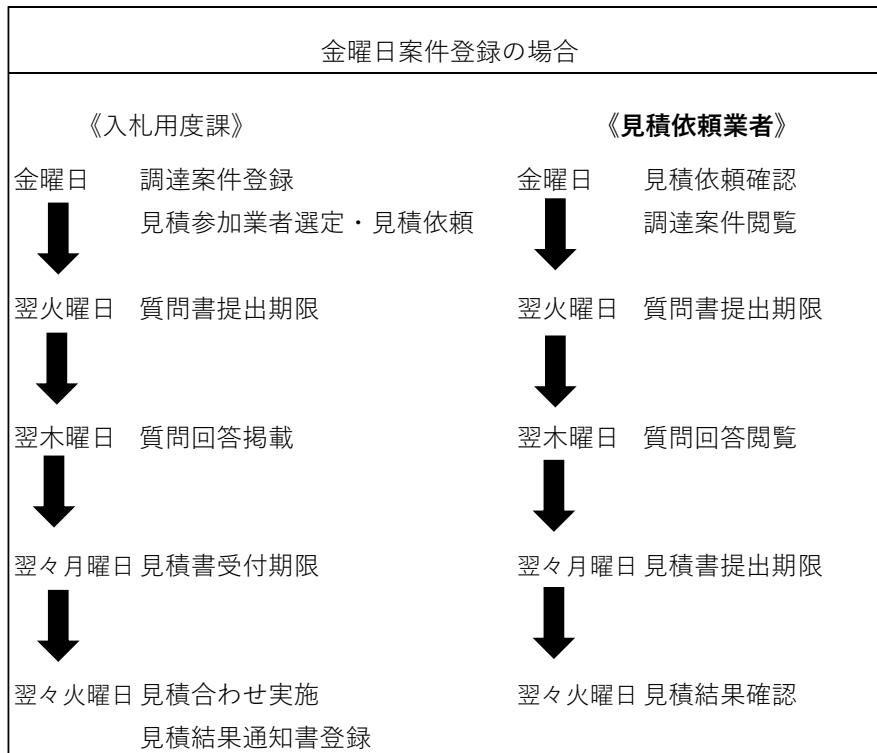 金曜日案件登録の場合
《入札用度課》
金曜日 調達案件登録
見積参加業者選定・見積依頼
翌火曜日 質問書提出期限
翌木曜日 質問回答掲載
翌々月曜日 見積書受付期限
翌々火曜日 見積合わせ実施
見積結果通知書登録
《見積依頼業者》
金曜日 見積依頼確認
調達案件閲覧
翌火曜日 質問書提出期限
翌木曜日 質問回答閲覧
翌々月曜日 見積書提出期限
翌々火曜日 見積結果確認